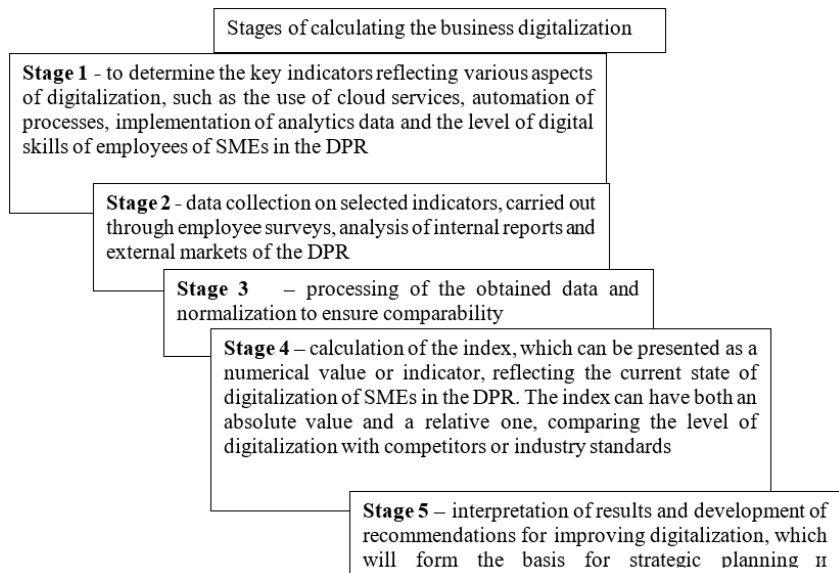 Stages of calculating the business digitalization
Stage 1 - to determine the key indicators reflecting various aspects
of digitalization, such as the use of cloud services, automation of
processes, implementation of analytics data and the level of digital
skills of employees of SMEs in the DPR
Stage 2 - data collection on selected indicators, carried out
through employee surveys, analysis of internal reports and
external markets of the DPR
Stage 3 – processing of the obtained data and
normalization to ensure comparability
Stage 4 – calculation of the index, which can be presented as a
numerical value or indicator, reflecting the current state of
digitalization of SMEs in the DPR. The index can have both an
absolute value and a relative one, comparing the level of
digitalization with competitors or industry standards
Stage 5 – interpretation of results and development of
recommendations for improving digitalization, which
will form the basis for strategic planning и